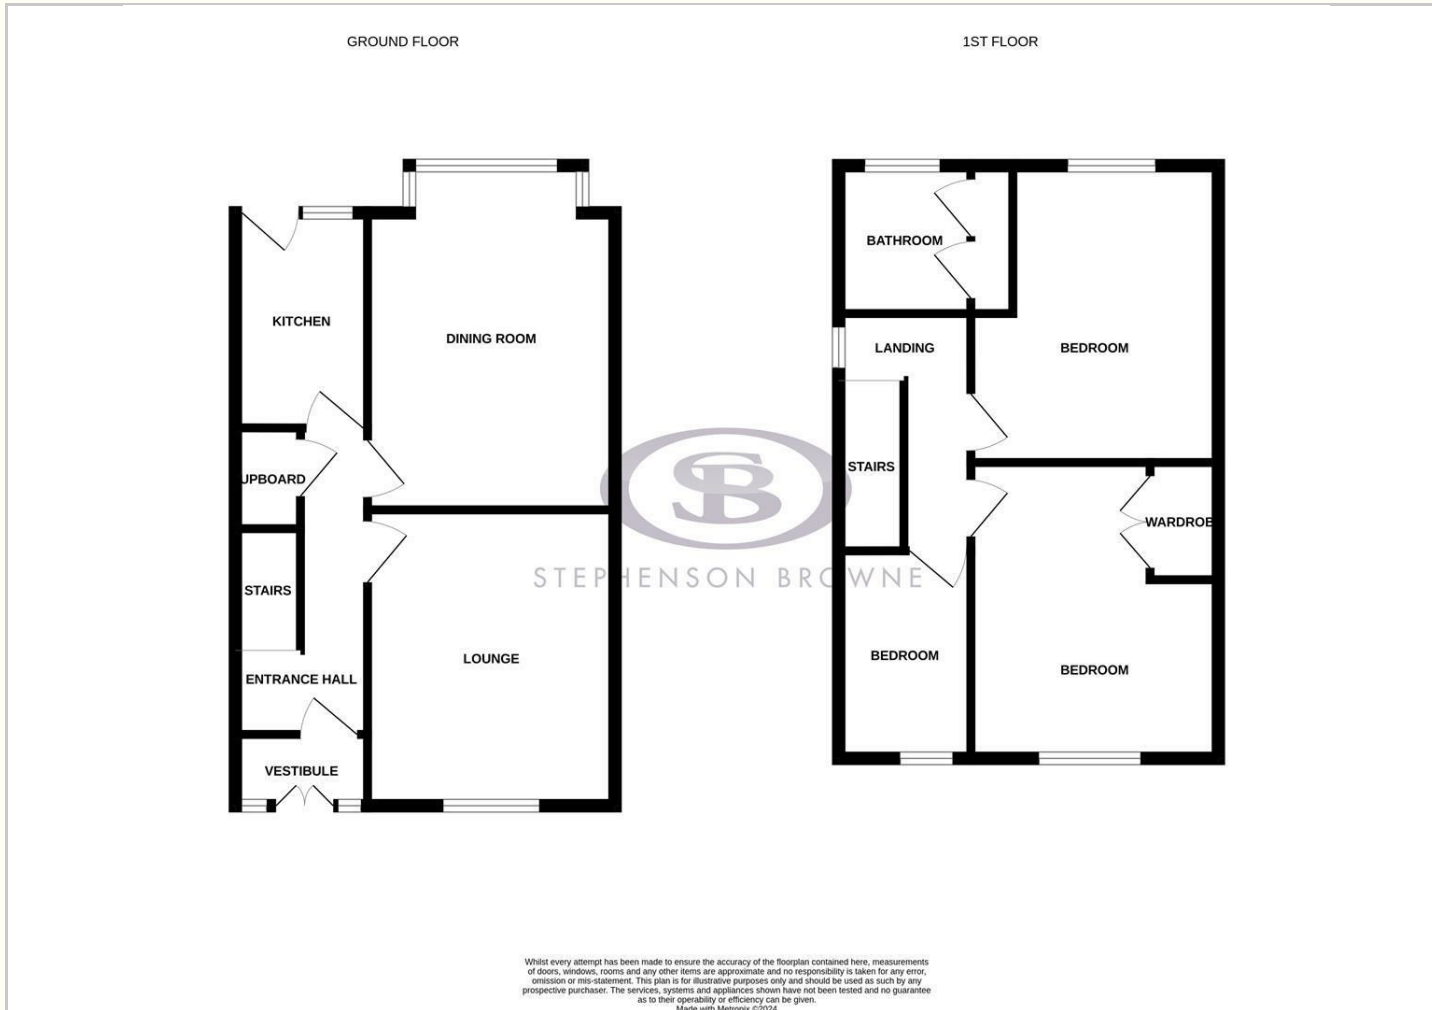 GROUND FLOOR
1ST FLOOR
KITCHEN
DINING ROOM
UPBOARD
STAIRS
LOUNGE
ENTRANCE HALL
VESTIBULE
BATHROOM
LANDING
BEDROOM
STAIRS
WARDROB
BEDROOM
BEDROOM
SB
STEPHENSON BROWNE
Whilst every attempt has been made to ensure the accuracy of the floorplan contained here, measurements
of doors, windows, rooms and any other items are approximate and no responsibility is taken for any error,
omission or mis-statement. This plan is for illustrative purposes only and should be used as such by any
prospective purchaser. The services, systems and appliances shown have not been tested and no guarantee
as to their operability or efficiency can be given.
Made with Metropix ©2024